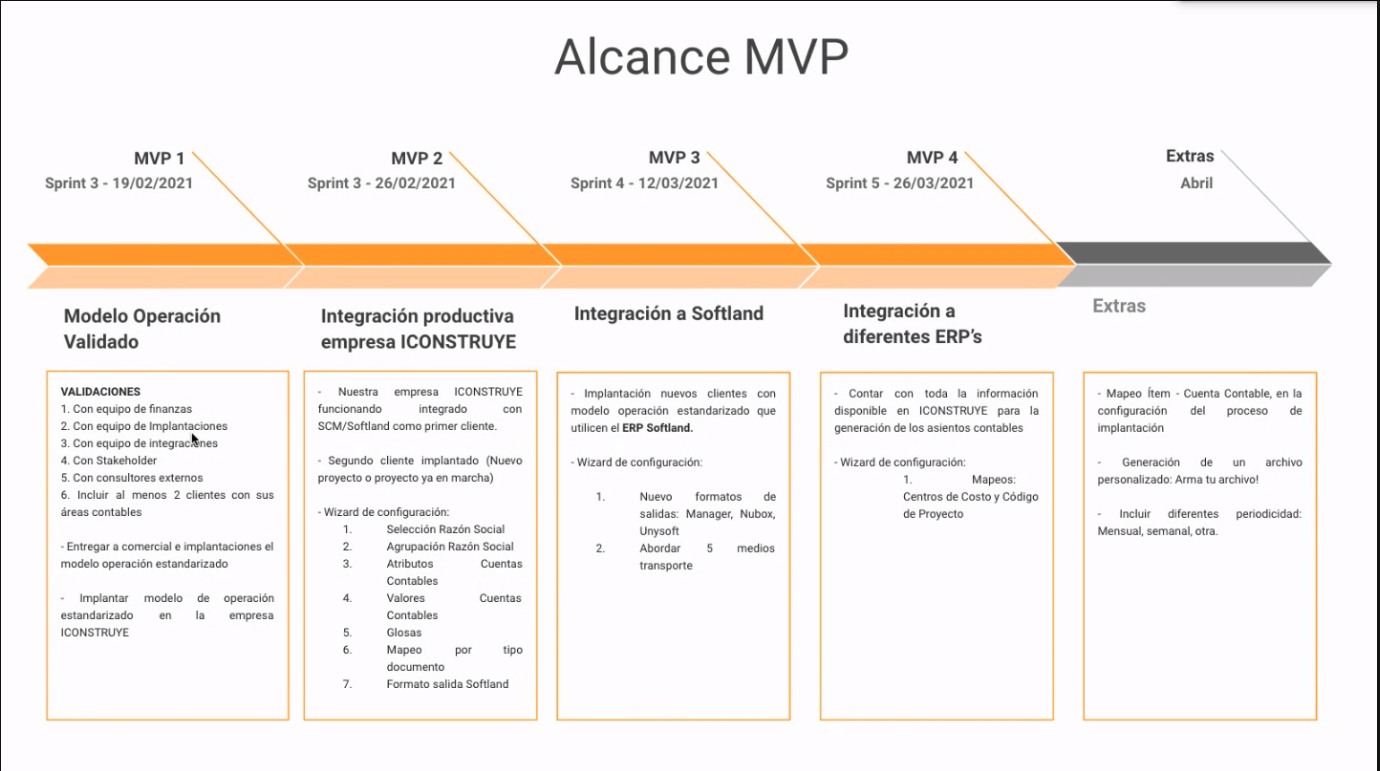 Alcance MVP
MVP 1
Sprint 3 - 19/02/2021
MVP 2
Sprint 3 - 26/02/2021
MVP 3
Sprint 4 - 12/03/2021
MVP 4
Sprint 5 - 26/03/2021
Extras
Abril
Modelo Operación
Validado
VALIDACIONES
1. Con equipo de finanzas
2. Con equipo de Implantaciones
3. Con equipo de integraciones
4. Con Stakeholder
5. Con consultores externos
6. Incluir al menos 2 clientes con sus
áreas contables
- Entregar a comercial e implantaciones el
modelo operación estandarizado
- Implantar modelo de operación
estandarizado en la empresa
ICONSTRUYE
Integración productiva
empresa ICONSTRUYE
- Nuestra empresa ICONSTRUYE
funcionando integrado con
SCM/Softland como primer cliente.
- Segundo cliente implantado (Nuevo
proyecto o proyecto ya en marcha)
- Wizard de configuración:
1. Selección Razón Social
2. Agrupación Razón Social
3. Atributos Cuentas
Contables
4. Valores Cuentas
Contables
5. Glosas
6. Mapeo por tipo
documento
7. Formato salida Softland
Integración a Softland
- Implantación nuevos clientes con
modelo operación estandarizado que
utilicen el ERP Softland.
- Wizard de configuración:
1. Nuevo formatos de
salidas: Manager, Nubox,
Unysoft
2. Abordar 5 medios
transporte
Integración a
diferentes ERP’s
- Contar con toda la información
disponible en ICONSTRUYE para la
generación de los asientos contables
- Wizard de configuración:
1. Mapeos:
Centros de Costo y Código
de Proyecto
Extras
- Mapeo Ítem - Cuenta Contable, en la
configuración del proceso de
implantación
- Generación de un archivo
personalizado: Arma tu archivo!
- Incluir diferentes periodicidad:
Mensual, semanal, otra.